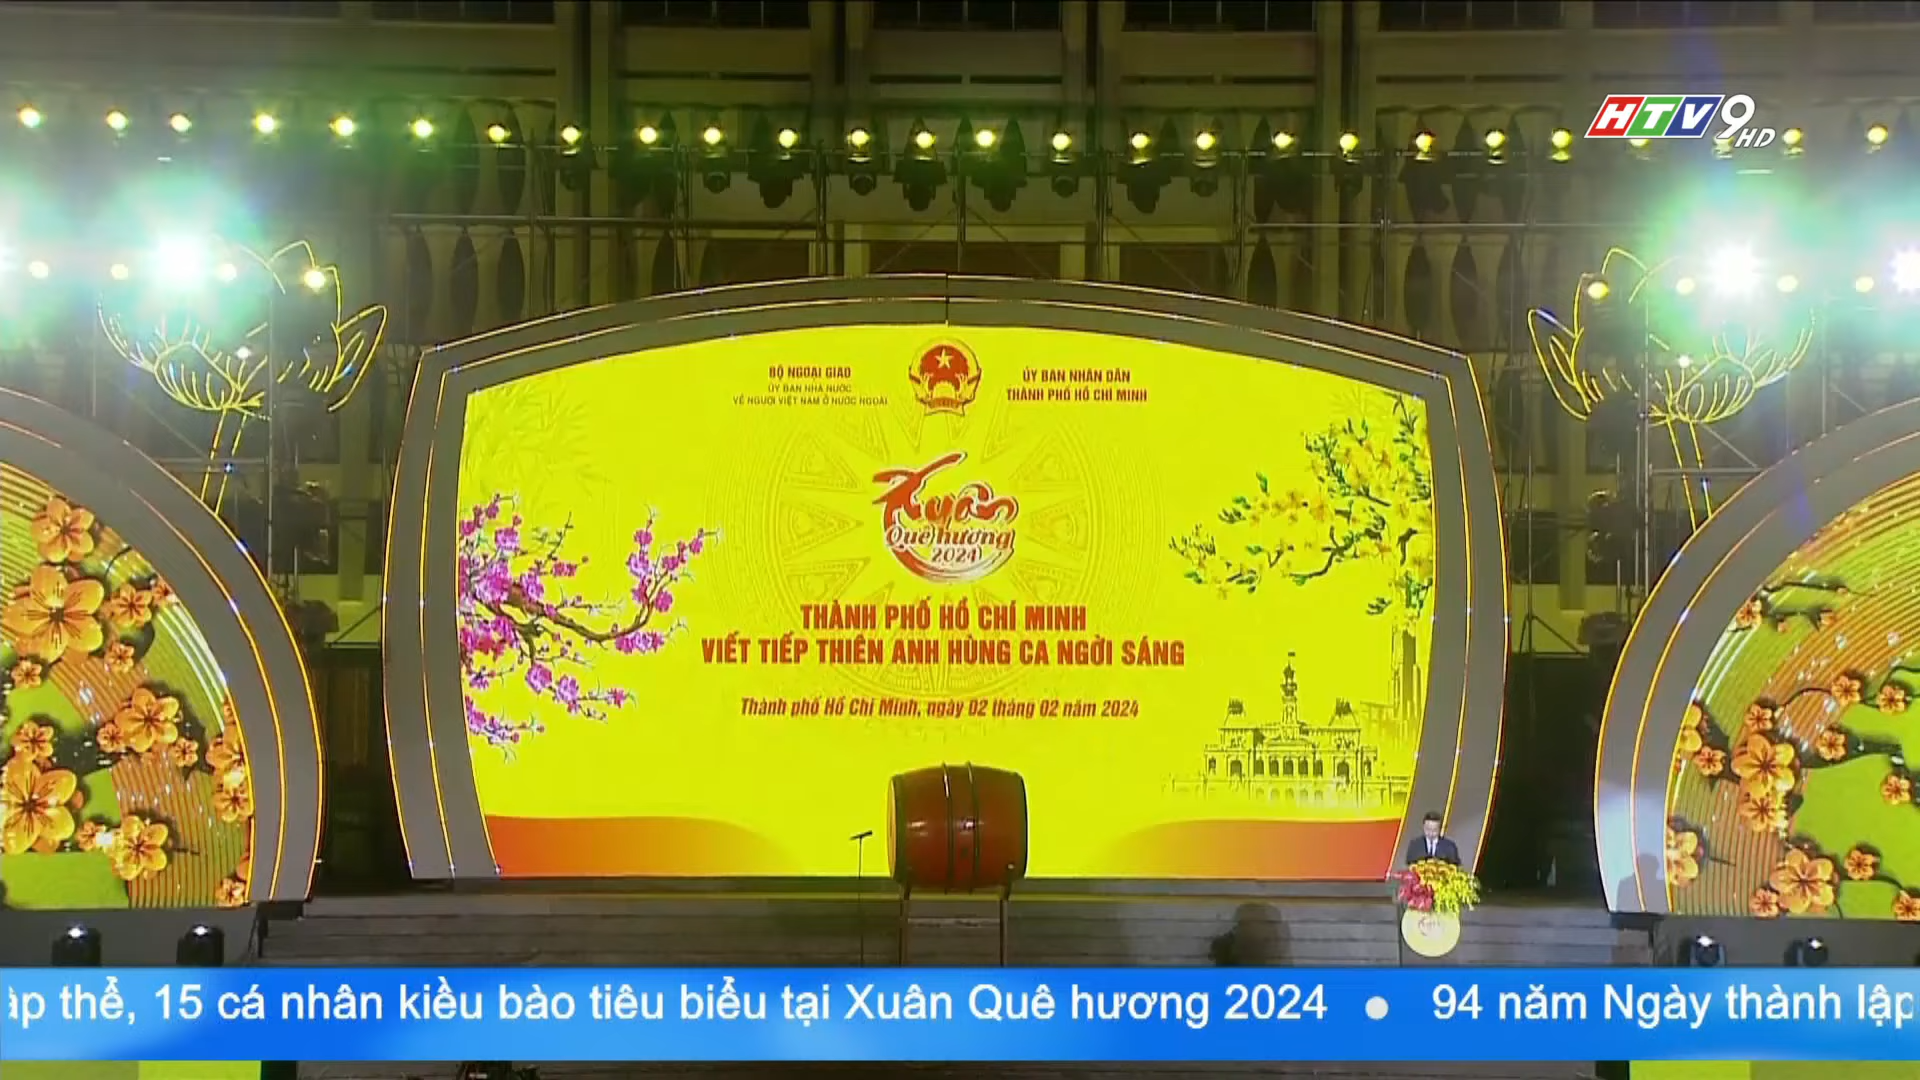 HTV9
HD
BỘ NGOẠI GIAO
ỦY BAN NHÀ NƯỚC
VỀ NGƯỜI VIỆT NAM Ở NƯỚC NGOÀI
ỦY BAN NHÂN DÂN
THÀNH PHỐ HỒ CHÍ MINH
Xuân
Quê hương
2024
THÀNH PHỐ HỒ CHÍ MINH
VIẾT TIẾP THIÊN ANH HÙNG CA NGỜI SÁNG
Thành phố Hồ Chí Minh, ngày 02 tháng 02 năm 2024
thể, 15 cá nhân kiều bào tiêu biểu tại Xuân Quê hương 2024 ● 94 năm Ngày thành lập